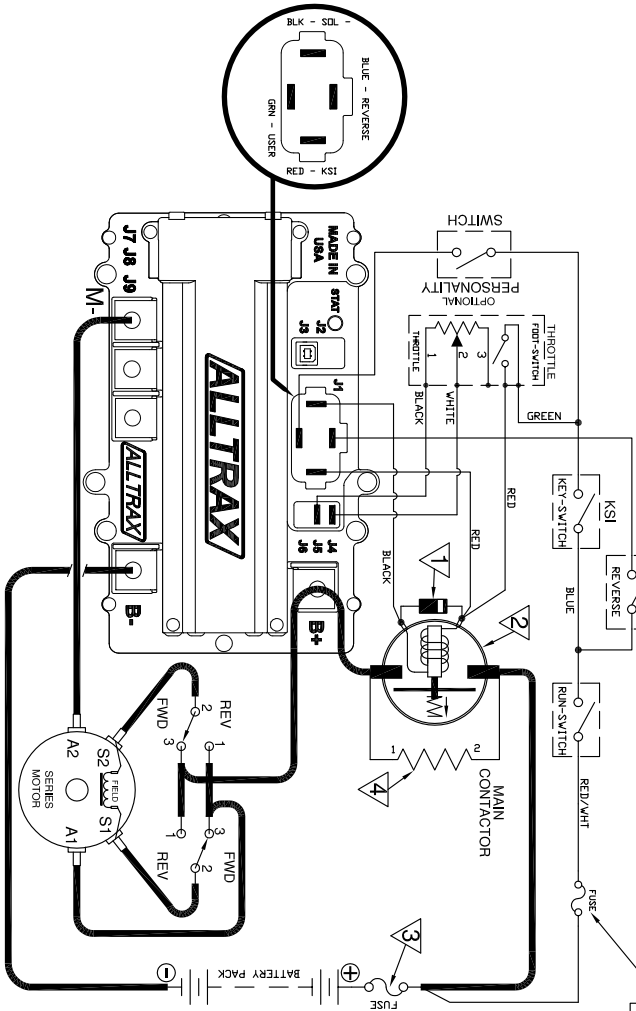 BLK - SOL -
BLUE - REVERSE
GRN - USER
RED - KSI
SWITCH
PERSONALITY
OPTIONAL
THROTTLE
FOOT-SWITCH
THROTTLE
1
2
3
BLACK
WHITE
GREEN
RED
KSI
KEY-SWITCH
REVERSE
BLUE
RUN-SWITCH
RED/WHT
FUSE
MADE IN
USA
STAT
J2
J3
J1
J4
J5
J6
J7 J8 J9
M-
ALLTRAX
ALLTRAX
B-
B+
RED
BLACK
1
2
MAIN
CONTACTOR
1
2
4
3
FUSE
+
BATTERY PACK
-
REV
FWD
2
1
3
3
1
2
FWD
REV
S2
FIELD
S1
A2
A1
SERIES
MOTOR